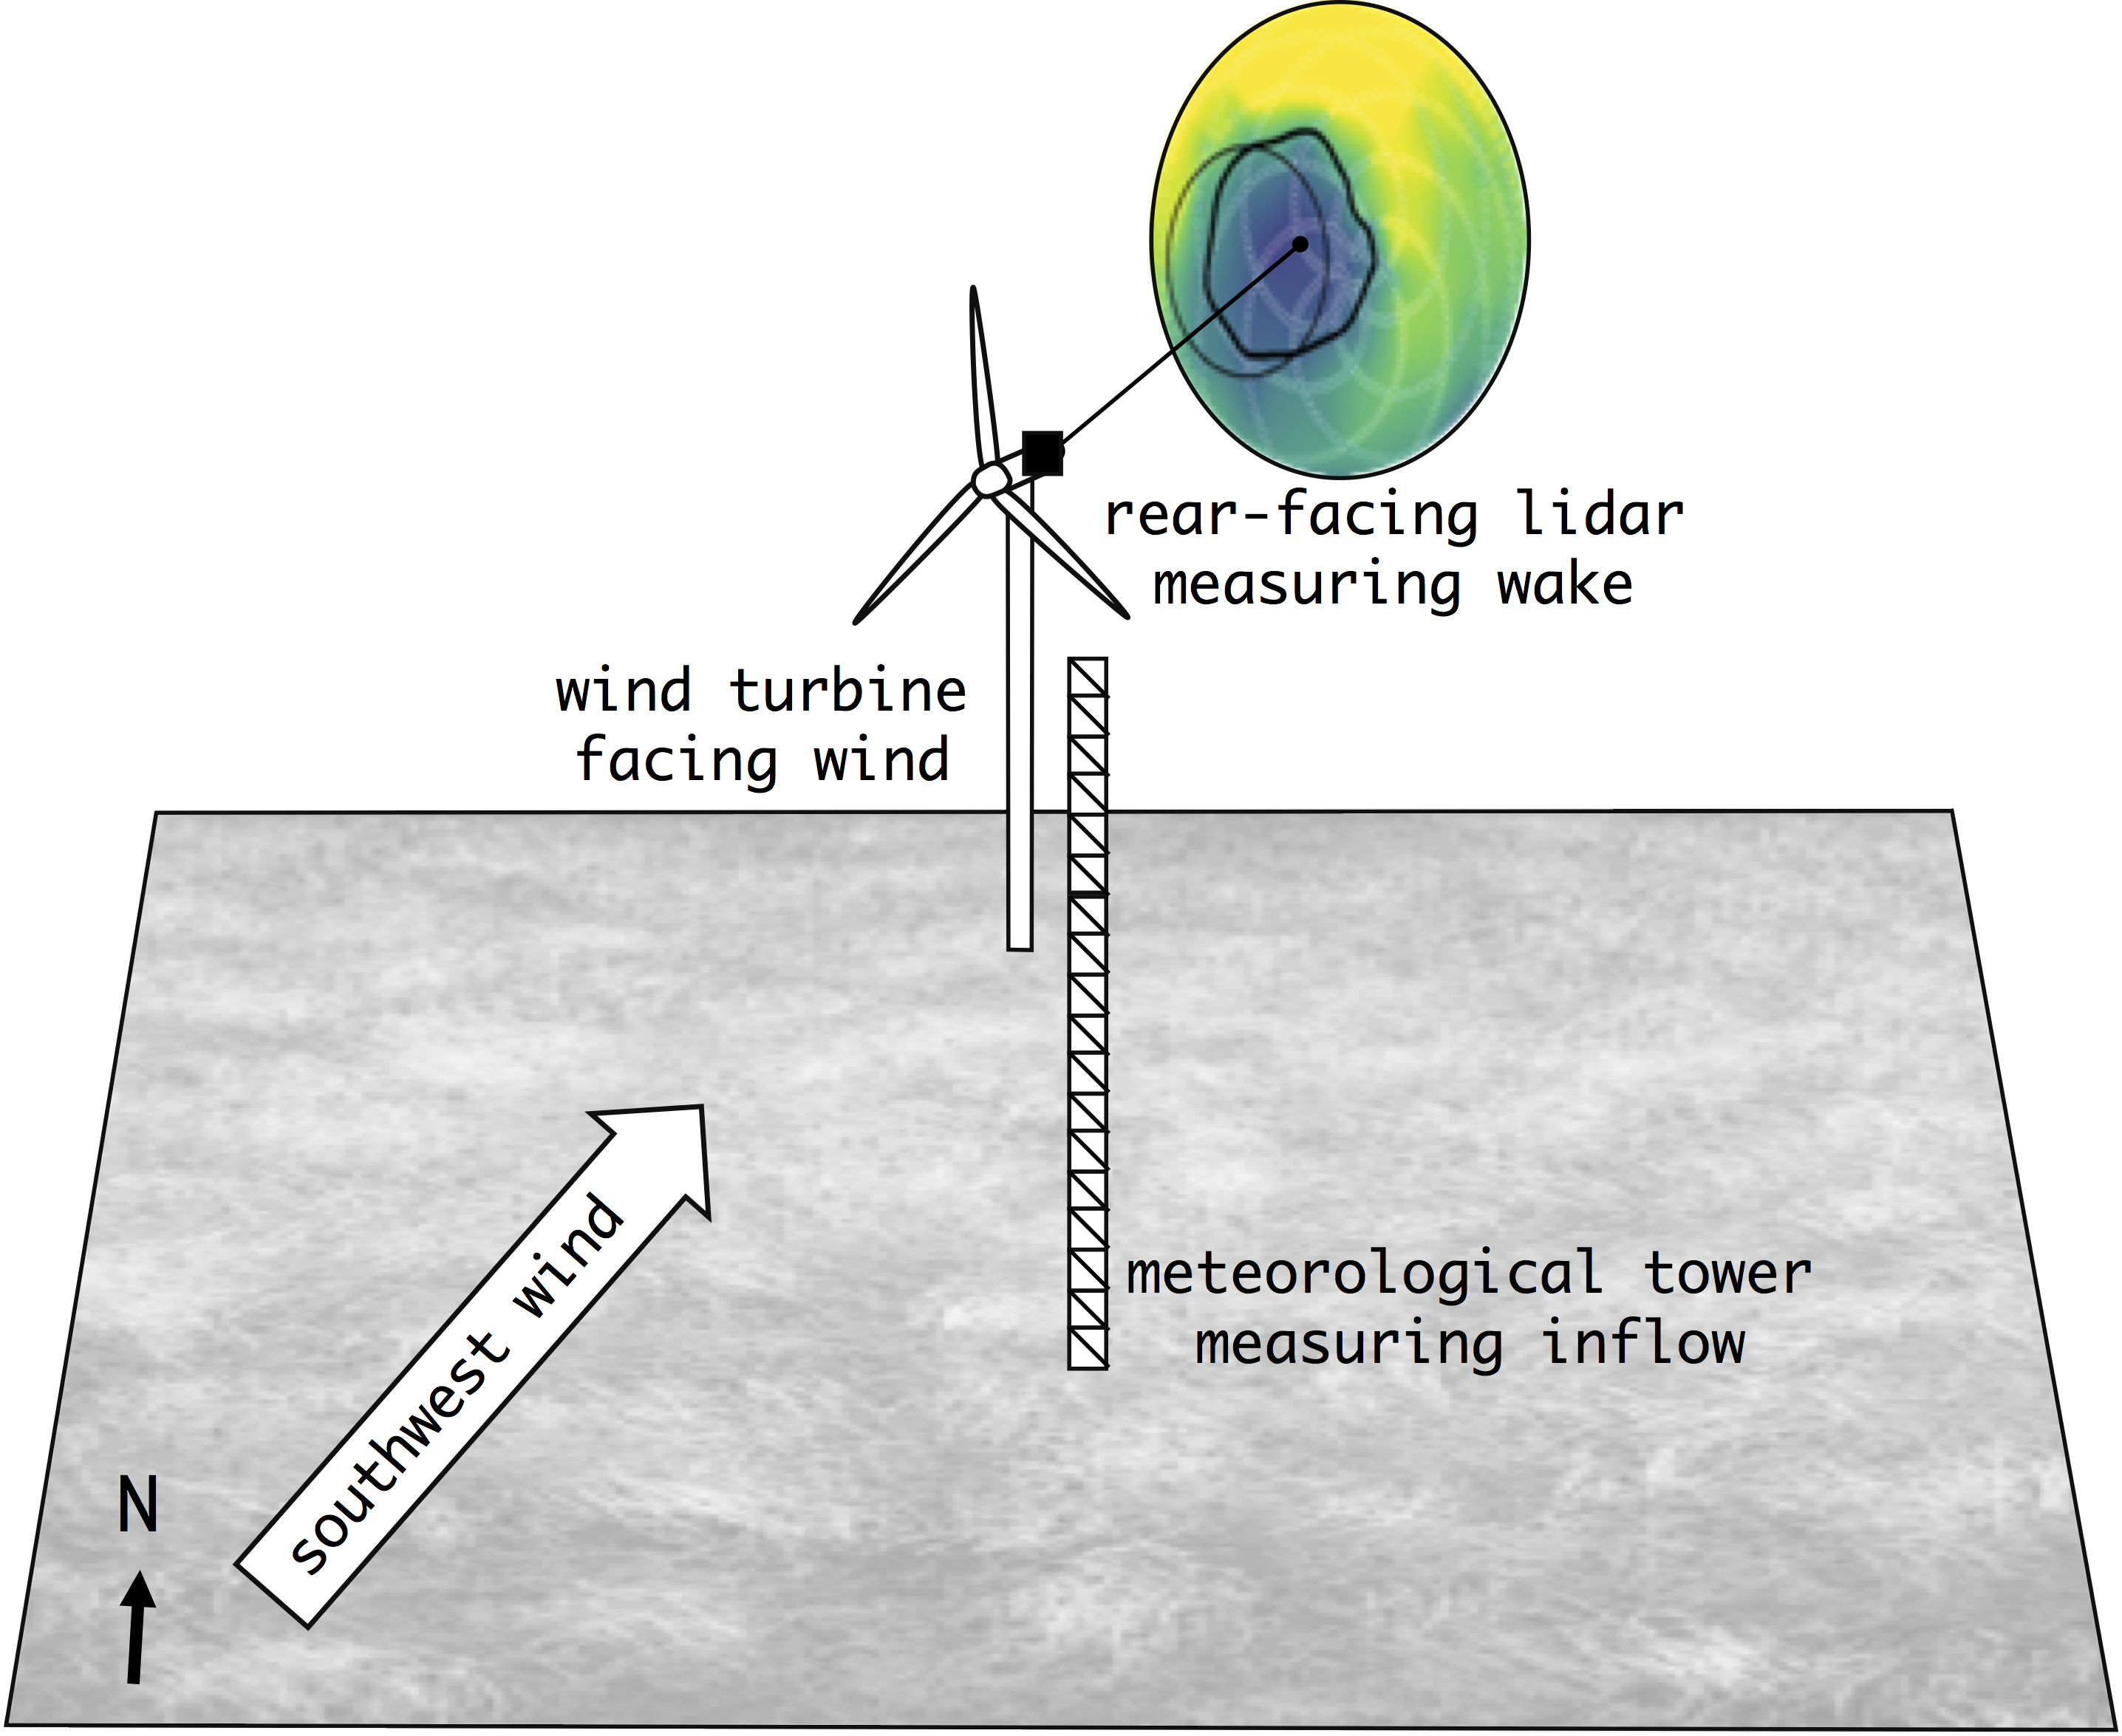 rear-facing lidar
measuring wake
wind turbine
facing wind
southwest wind
meteorological tower
measuring inflow
N